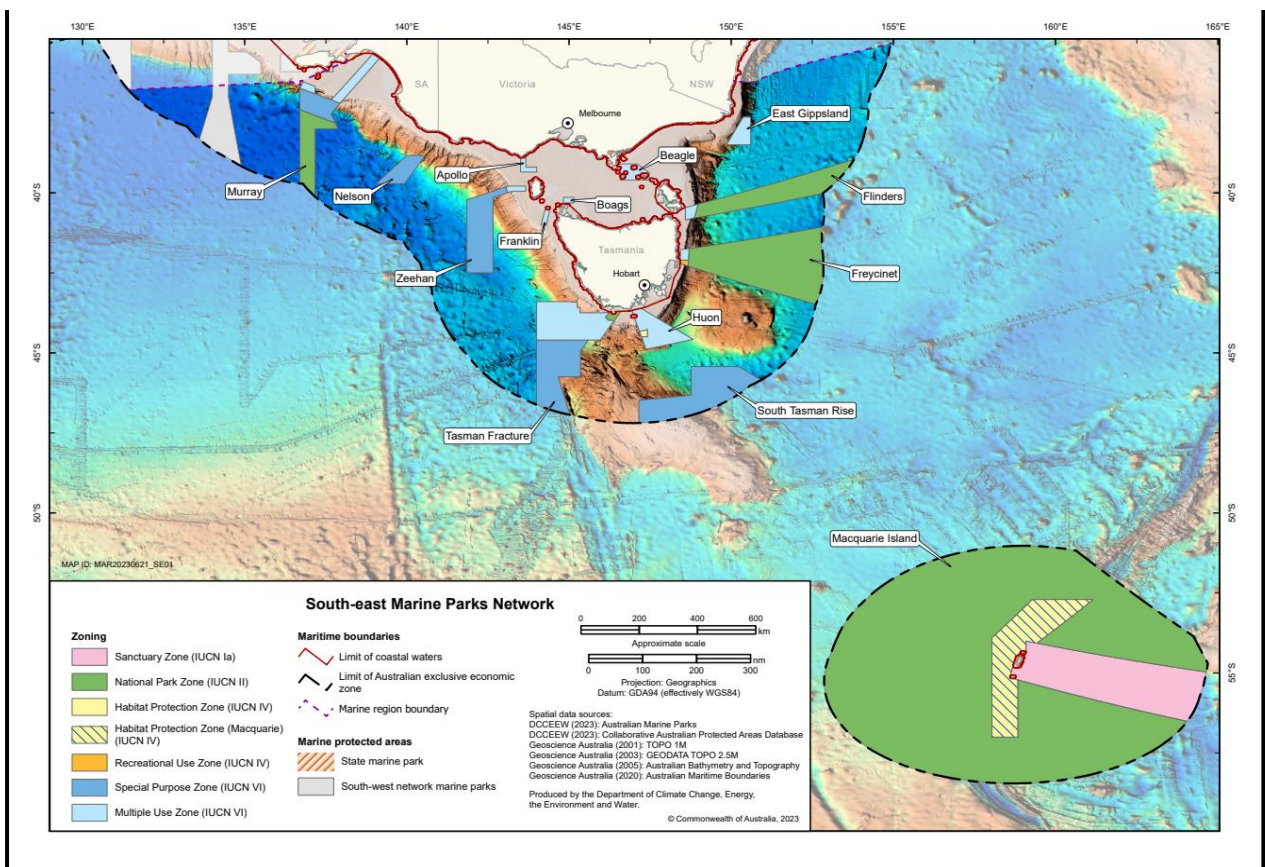 130°E
135°E
140°E
145°E
150°E
155°E
160°E
165°E
SA
Victoria
NSW
Melbourne
East Gippsland
Beagle
Apollo
40°S
40°S
Murray
Nelson
Flinders
Boags
Franklin
Tasmania
Zeehan
Hobart
Freycinet
Huon
45°S
45°S
South Tasman Rise
Tasman Fracture
50°S
50°S
Macquarie Island
MAP ID: MAR20230621_SE01
South-east Marine Parks Network
Zoning
Sanctuary Zone (IUCN Ia)
National Park Zone (IUCN II)
Habitat Protection Zone (IUCN IV)
Habitat Protection Zone (Macquarie)
(IUCN IV)
Recreational Use Zone (IUCN IV)
Special Purpose Zone (IUCN VI)
Multiple Use Zone (IUCN VI)
Maritime boundaries
Limit of coastal waters
Limit of Australian exclusive economic
zone
Marine region boundary
Marine protected areas
State marine park
South-west network marine parks
0 200 400 600
km
Approximate scale
0 100 200 300
nm
Projection: Geographics
Datum: GDA94 (effectively WGS84)
Spatial data sources:
DCCEEW (2023): Australian Marine Parks
DCCEEW (2023): Collaborative Australian Protected Areas Database
Geoscience Australia (2001): TOPO 1M
Geoscience Australia (2003): GEODATA TOPO 2.5M
Geoscience Australia (2005): Australian Bathymetry and Topography
Geoscience Australia (2020): Australian Maritime Boundaries
Produced by the Department of Climate Change, Energy,
the Environment and Water.
© Commonwealth of Australia, 2023
55°S
130°E
135°E
140°E
145°E
150°E
155°E
160°E
165°E